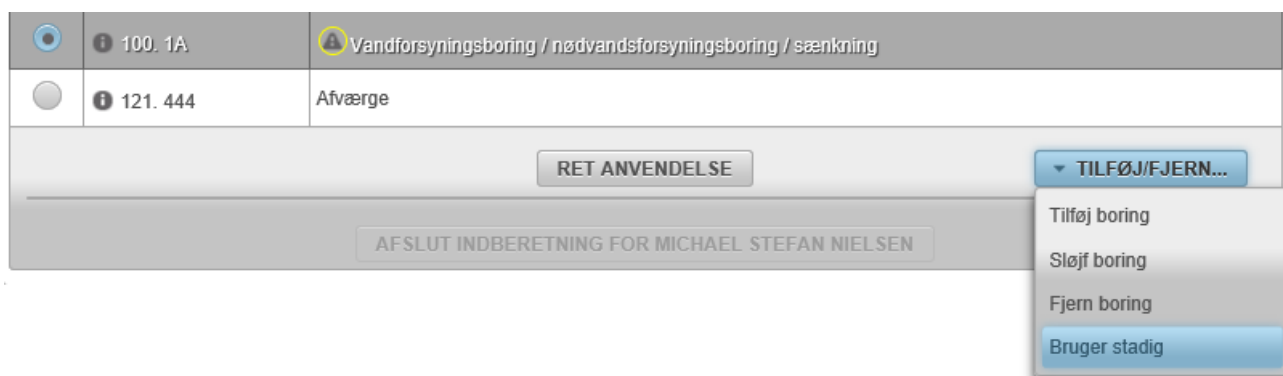 100. 1A Vandforsyningsboring / nødvandsforsyningsboring / sænkning
121. 444 Afværge
RET ANVENDELSE TILFØJ/FJERN...
Tilføj boring
AFSLUT INDBERETNING FOR MICHAEL STEFAN NIELSEN
Sløjf boring
Fjern boring
Bruger stadig